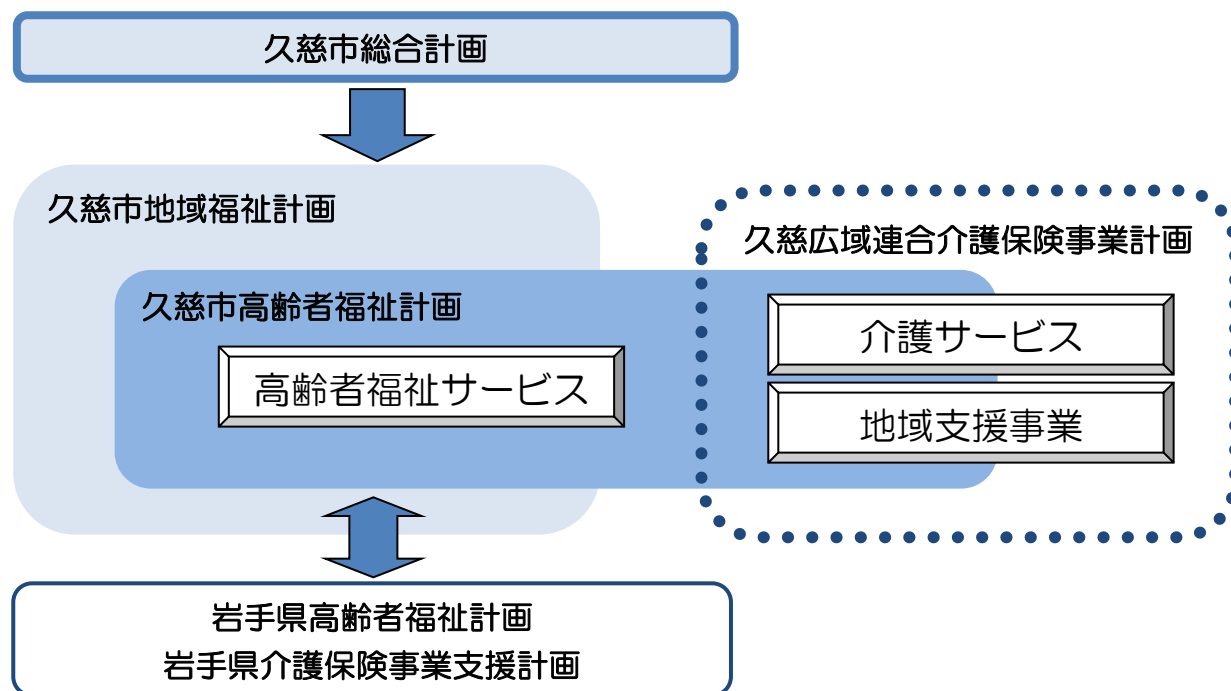 久慈市総合計画
久慈市地域福祉計画
久慈広域連合介護保険事業計画
久慈市高齢者福祉計画
介護サービス
高齢者福祉サービス
地域支援事業
岩手県高齢者福祉計画
岩手県介護保険事業支援計画